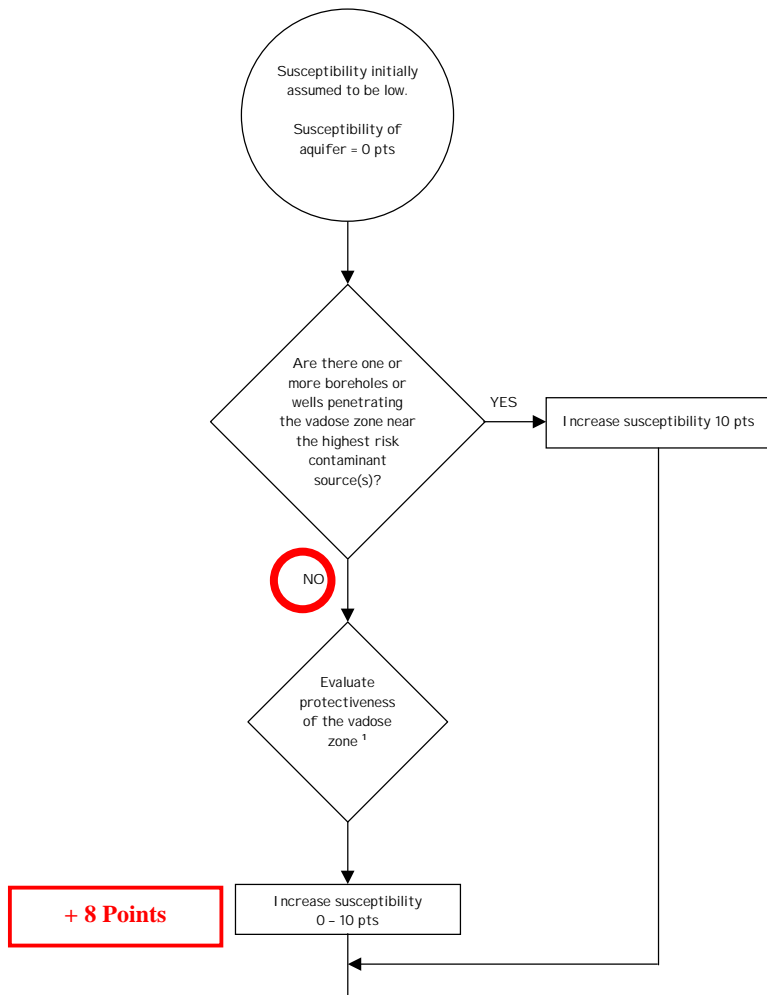 Susceptibility initially
assumed to be low.
Susceptibility of
aquifer = 0 pts
Are there one or
more boreholes or
wells penetrating
the vadose zone near
the highest risk
contaminant
source(s)?
YES
Increase susceptibility 10 pts
NO
Evaluate
protectiveness
of the vadose
zone ¹
+ 8 Points
Increase susceptibility
0 – 10 pts